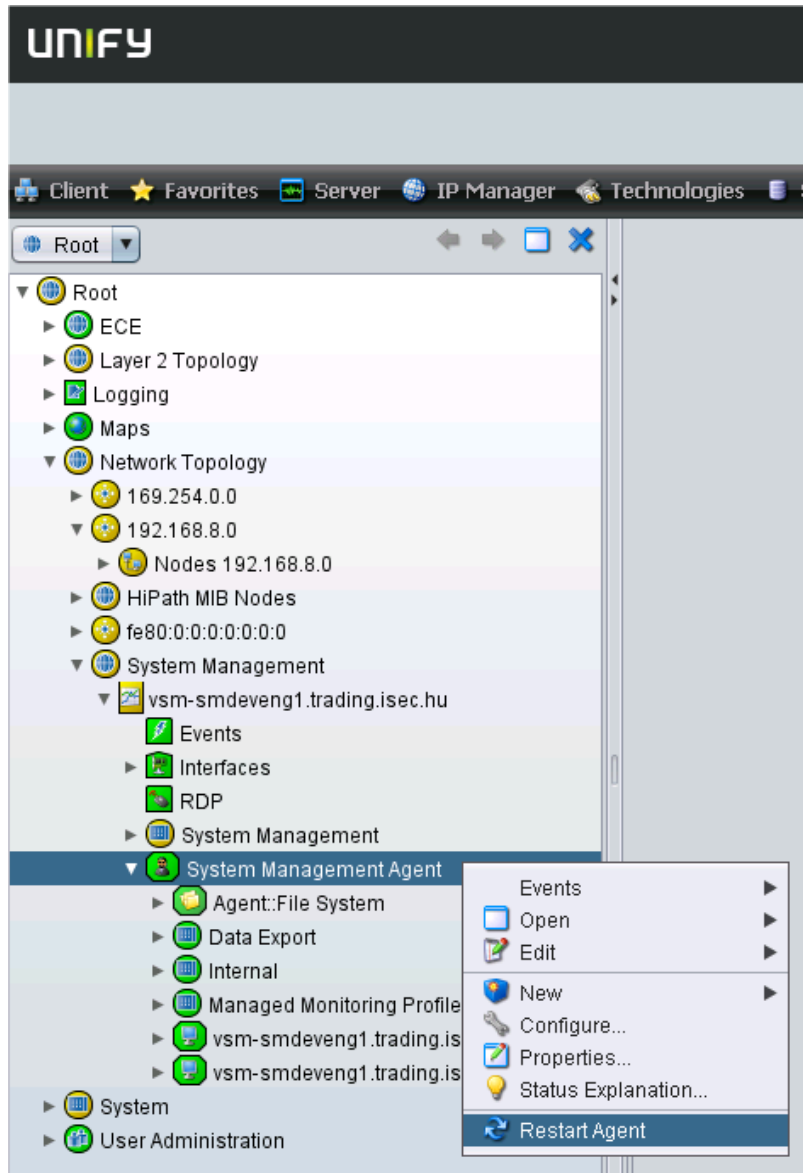 UNIFY
Client Favorites Server IP Manager Technologies
Root
Root
ECE
Layer 2 Topology
Logging
Maps
Network Topology
169.254.0.0
192.168.8.0
Nodes 192.168.8.0
HiPath MIB Nodes
fe80:0:0:0:0:0:0:0
System Management
vsm-smdeveng1.trading.isec.hu
Events
Interfaces
RDP
System Management
System Management Agent
Agent::File System
Data Export
Internal
Managed Monitoring Profile
vsm-smdeveng1.trading.is
vsm-smdeveng1.trading.is
System
User Administration
Events
Open
Edit
New
Configure...
Properties...
Status Explanation...
Restart Agent